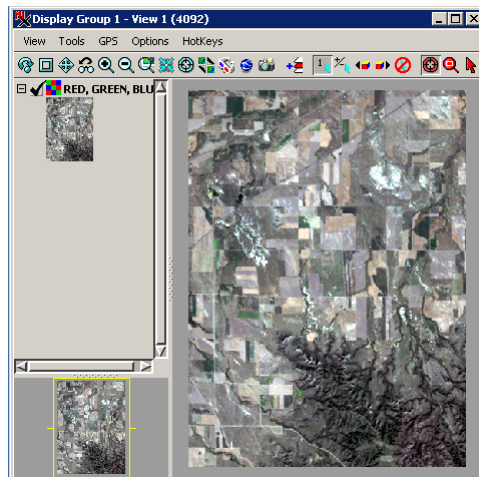 Display Group 1 - View 1 (4092)
View Tools GPS Options HotKeys
1
RED, GREEN, BLU